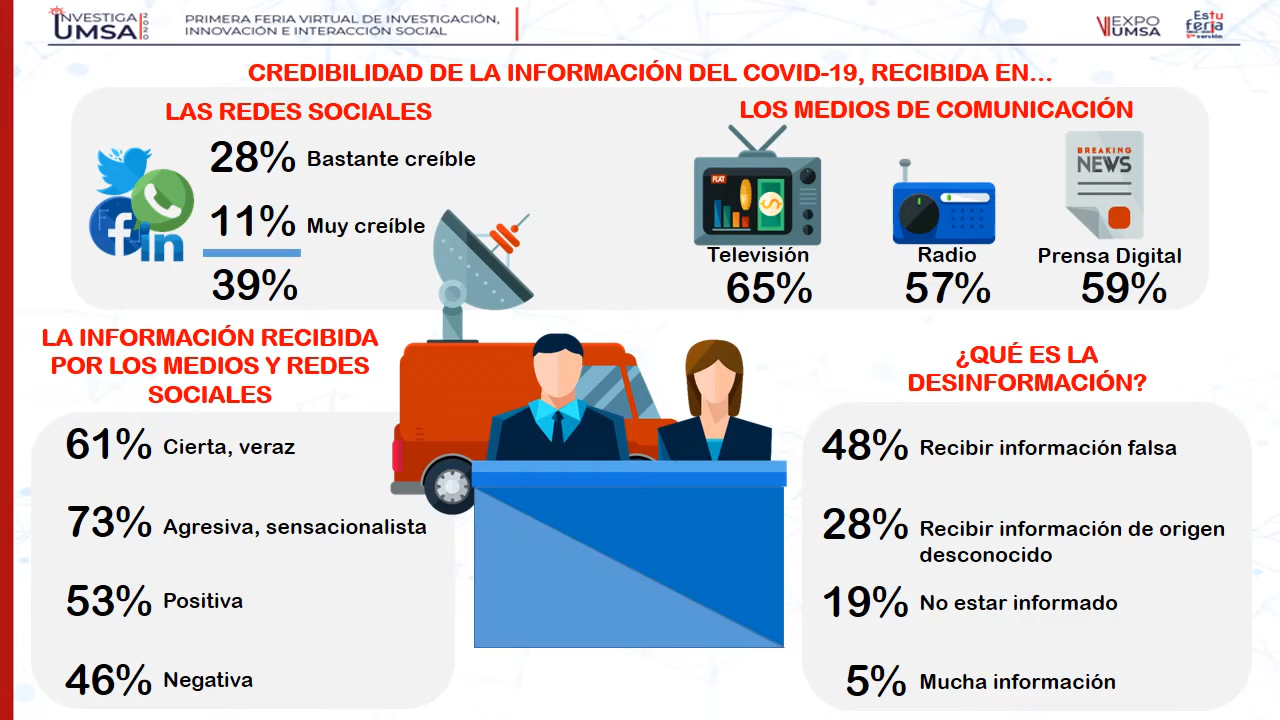 INVESTIGA
UMSA
2020
PRIMERA FERIA VIRTUAL DE INVESTIGACIÓN,
INNOVACIÓN E INTERACCIÓN SOCIAL
EXPO
UMSA
Estu
feria
CREDIBILIDAD DE LA INFORMACIÓN DEL COVID-19, RECIBIDA EN...
LAS REDES SOCIALES
28% Bastante creíble
11% Muy creíble
39%
LOS MEDIOS DE COMUNICACIÓN
FLAT
BREAKING
NEWS
Televisión
65%
Radio
57%
Prensa Digital
59%
LA INFORMACIÓN RECIBIDA
POR LOS MEDIOS Y REDES
SOCIALES
61% Cierta, veraz
73% Agresiva, sensacionalista
53% Positiva
46% Negativa
¿QUÉ ES LA
DESINFORMACIÓN?
48% Recibir información falsa
28% Recibir información de origen
desconocido
19% No estar informado
5% Mucha información